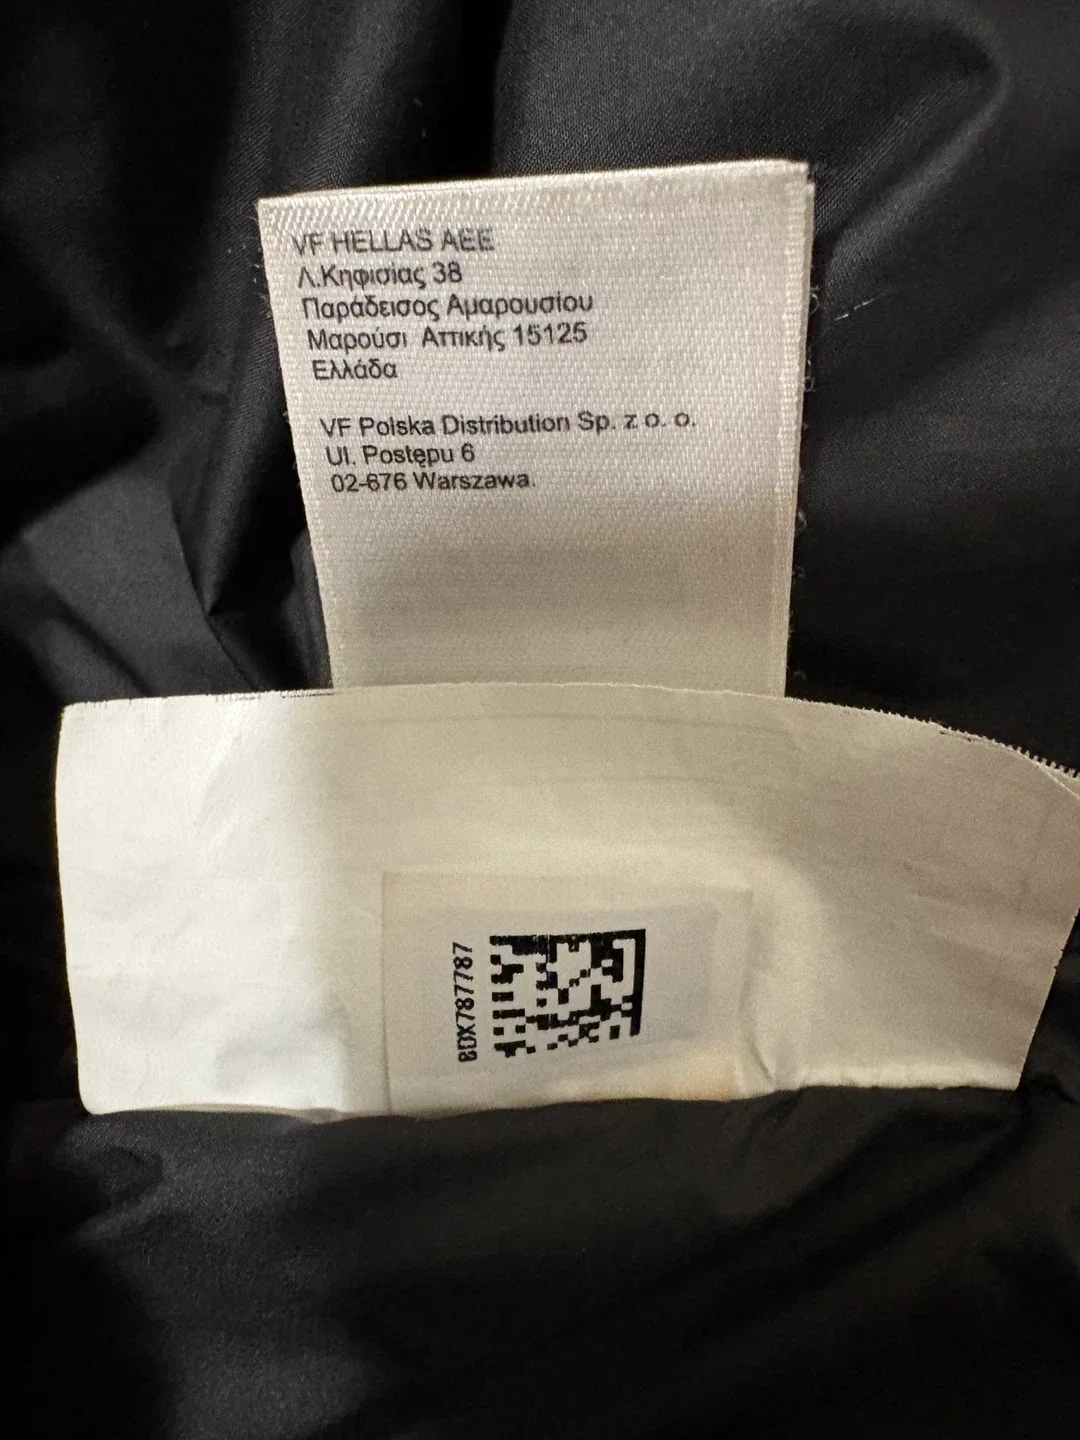 VF HELLAS AEE
Λ.Κηφισίας 38
Παράδεισος Αμαρουσίου
Μαρούσι Αττικής 15125
Ελλάδα
VF Polska Distribution Sp. z o. o.
Ul. Postępu 6
02-676 Warszawa.
8DX787787